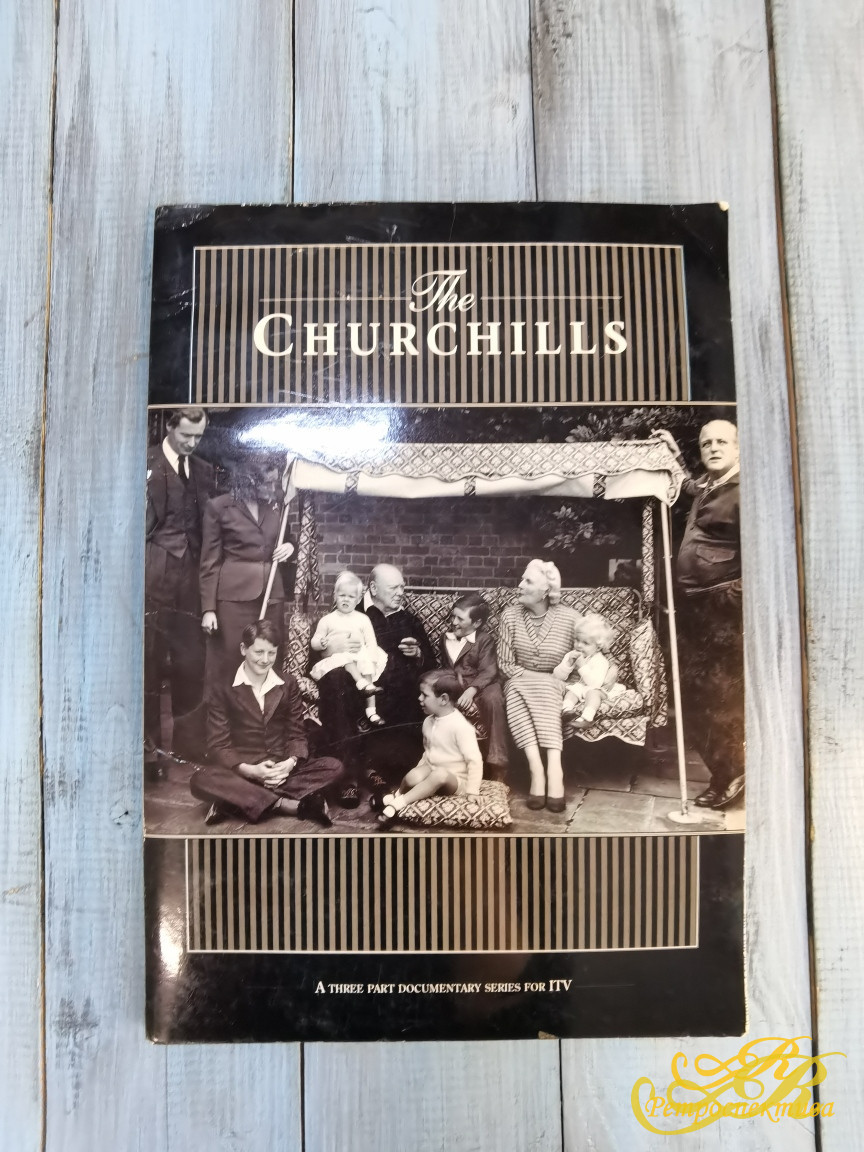 The
CHURCHILLS
A THREE PART DOCUMENTARY SERIES FOR ITV
Ретроспектива